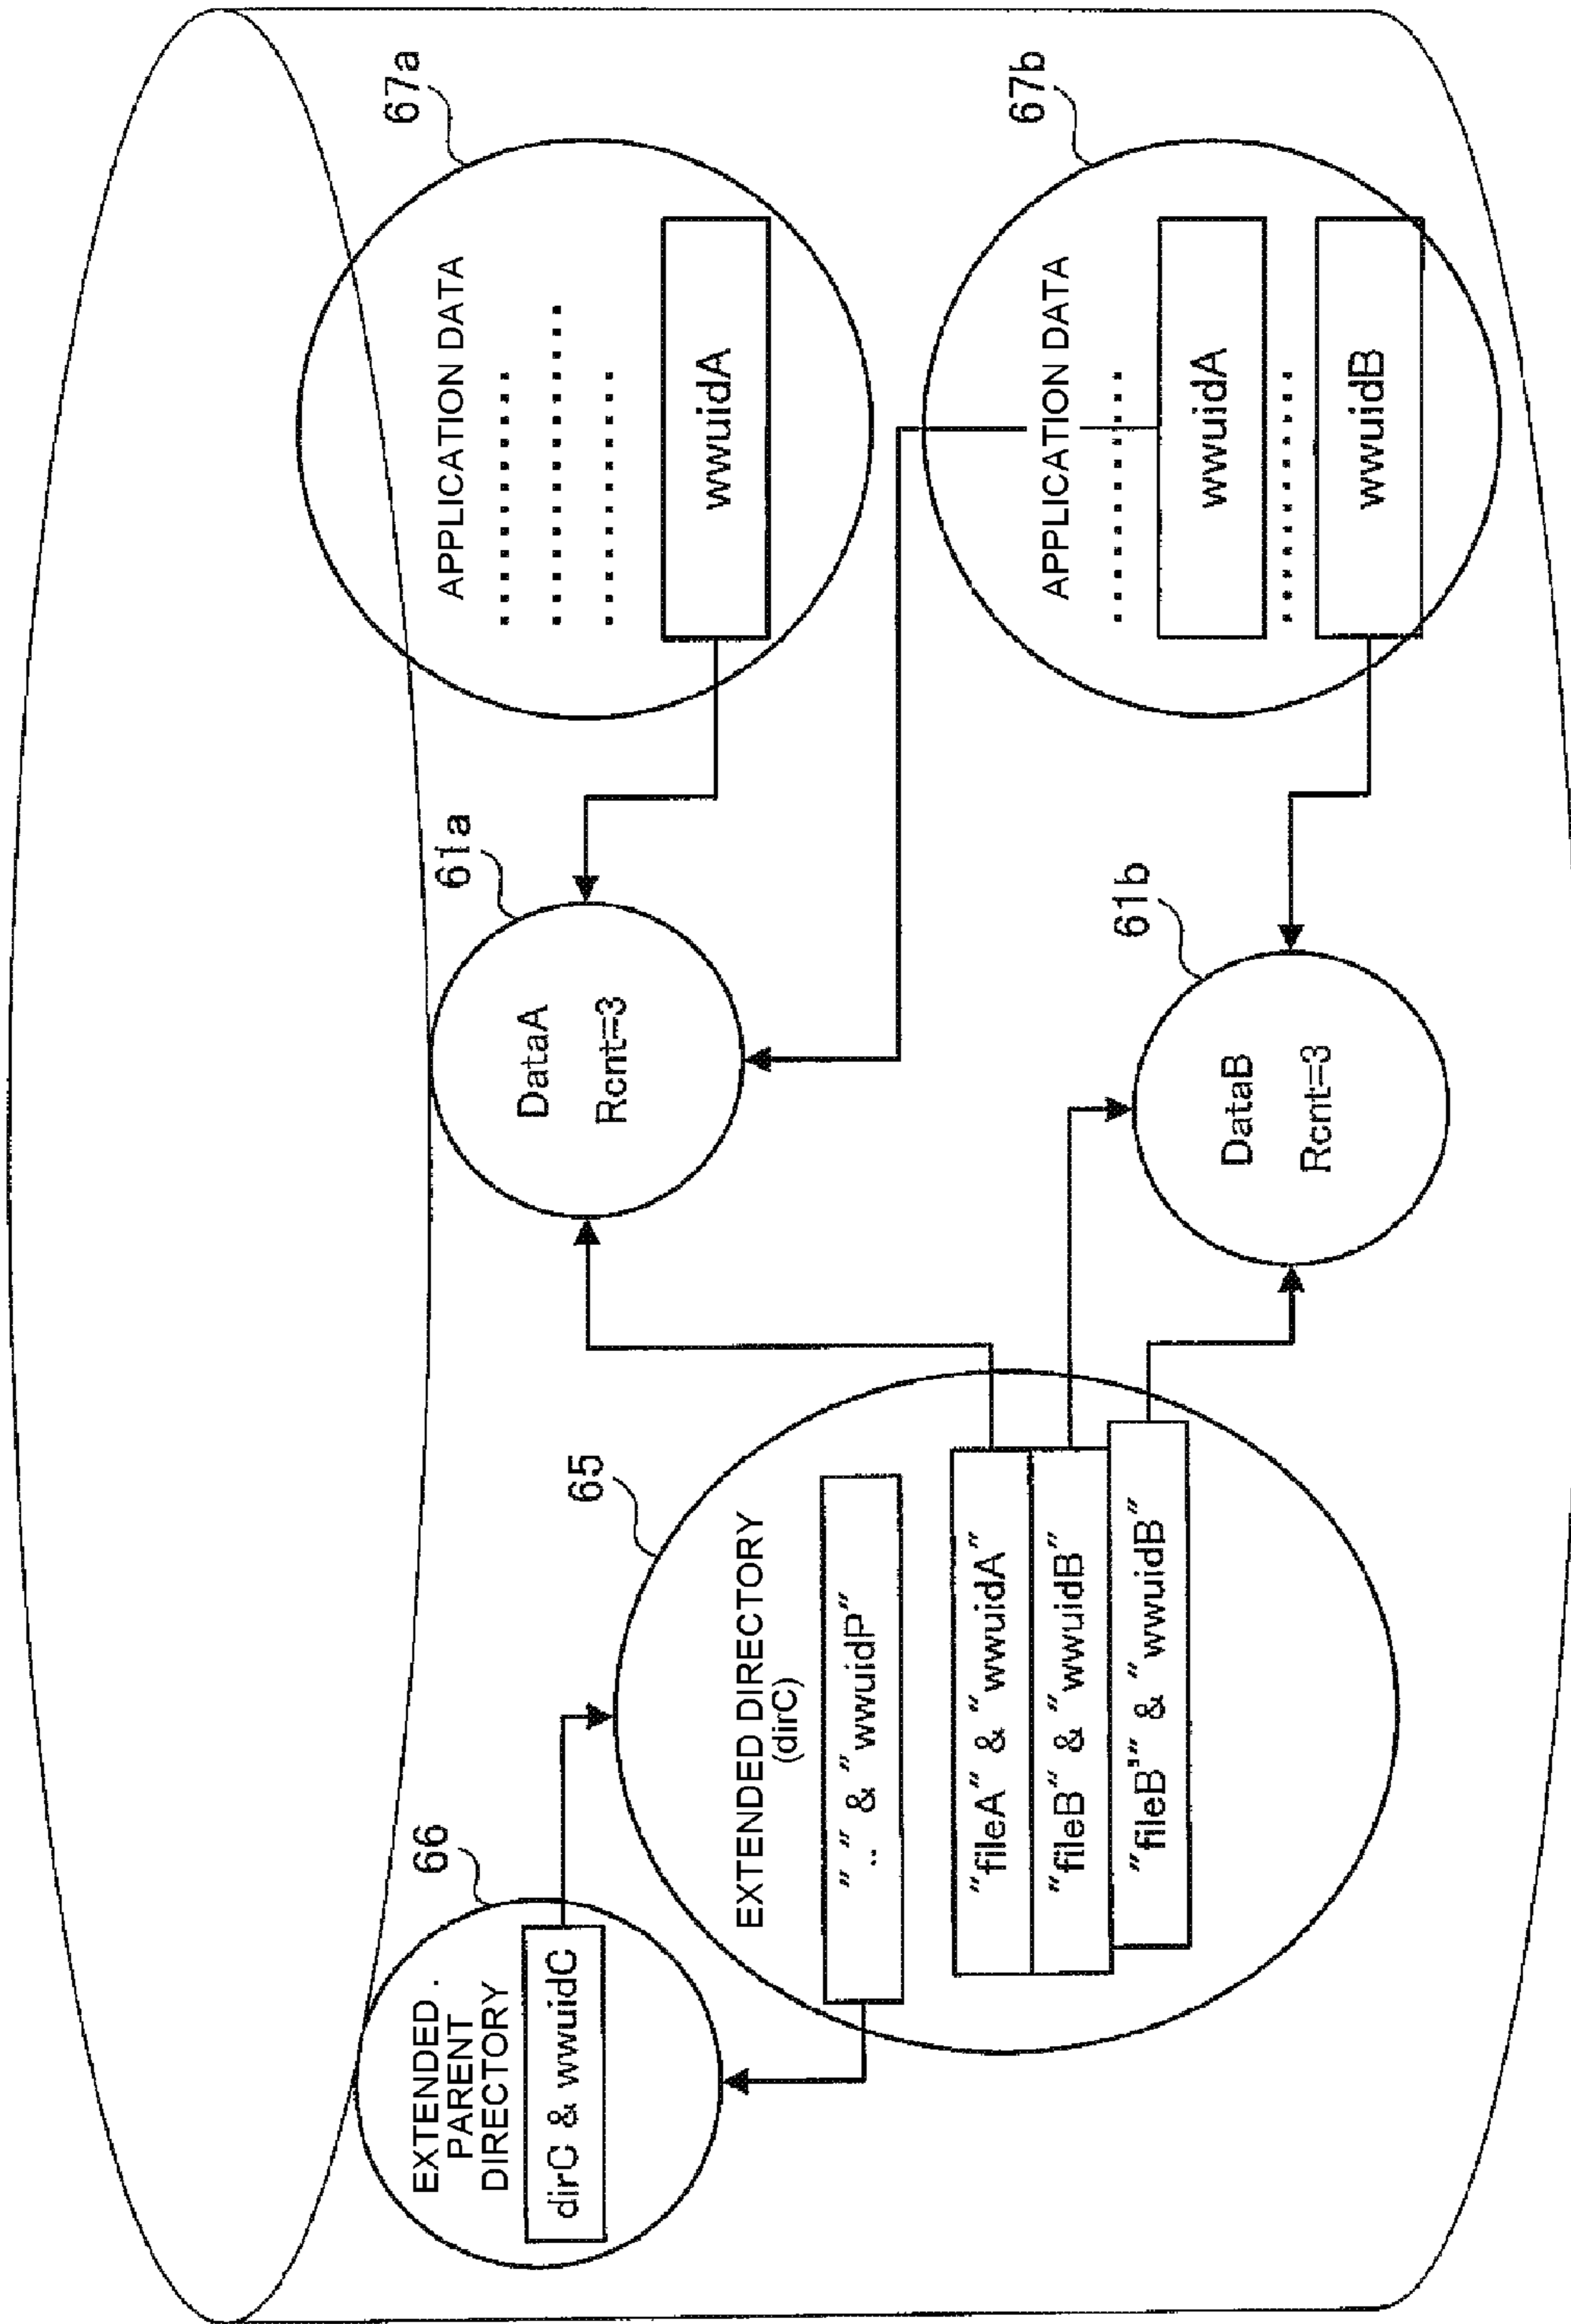 66
EXTENDED .
PARENT
DIRECTORY
dirC & wwuidC
65
EXTENDED DIRECTORY
(dirC)
".." & "wwuidP"
"fileA" & "wwuidA"
"fileB" & "wwuidB"
"fileB'" & "wwuidB"
61a
DataA
Rcnt=3
61b
DataB
Rcnt=3
67a
APPLICATION DATA
wwuidA
67b
APPLICATION DATA
wwuidA
wwuidB